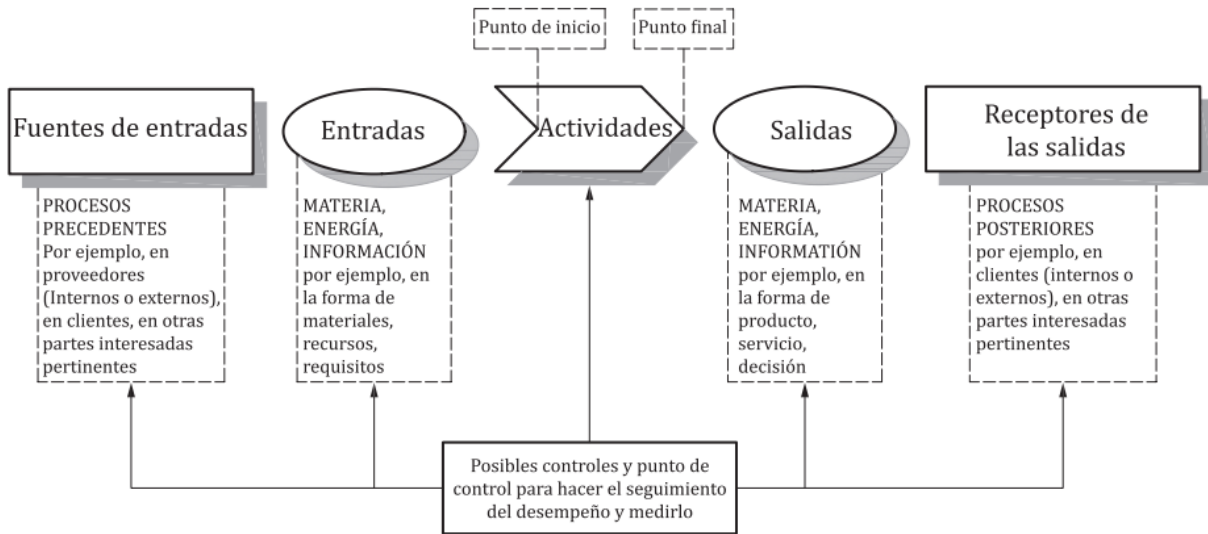 Punto de inicio
Punto final
Fuentes de entradas
Entradas
Actividades
Salidas
Receptores de
las salidas
PROCESOS
PRECEDENTES
Por ejemplo, en
proveedores
(Internos o externos),
en clientes, en otras
partes interesadas
pertinentes
MATERIA,
ENERGÍA,
INFORMACIÓN
por ejemplo, en
la forma de
materiales,
recursos,
requisitos
MATERIA,
ENERGÍA,
INFORMATIÓN
por ejemplo, en
la forma de
producto,
servicio,
decisión
PROCESOS
POSTERIORES
por ejemplo, en
clientes (internos o
externos), en otras
partes interesadas
pertinentes
Posibles controles y punto de
control para hacer el seguimiento
del desempeño y medirlo